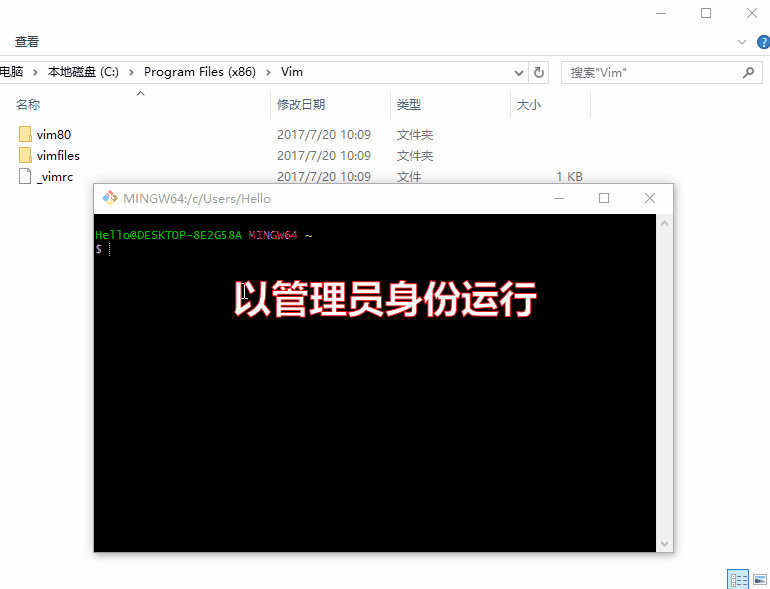 查看
电脑 › 本地磁盘 (C:) › Program Files (x86) › Vim
搜索"Vim"
名称 修改日期 类型 大小
vim80 2017/7/20 10:09 文件夹
vimfiles 2017/7/20 10:09 文件夹
_vimrc 2017/7/20 10:09 文件 1 KB
MINGW64:/c/Users/Hello
Hello@DESKTOP-8E2G58A MINGW64 ~
$
以管理员身份运行